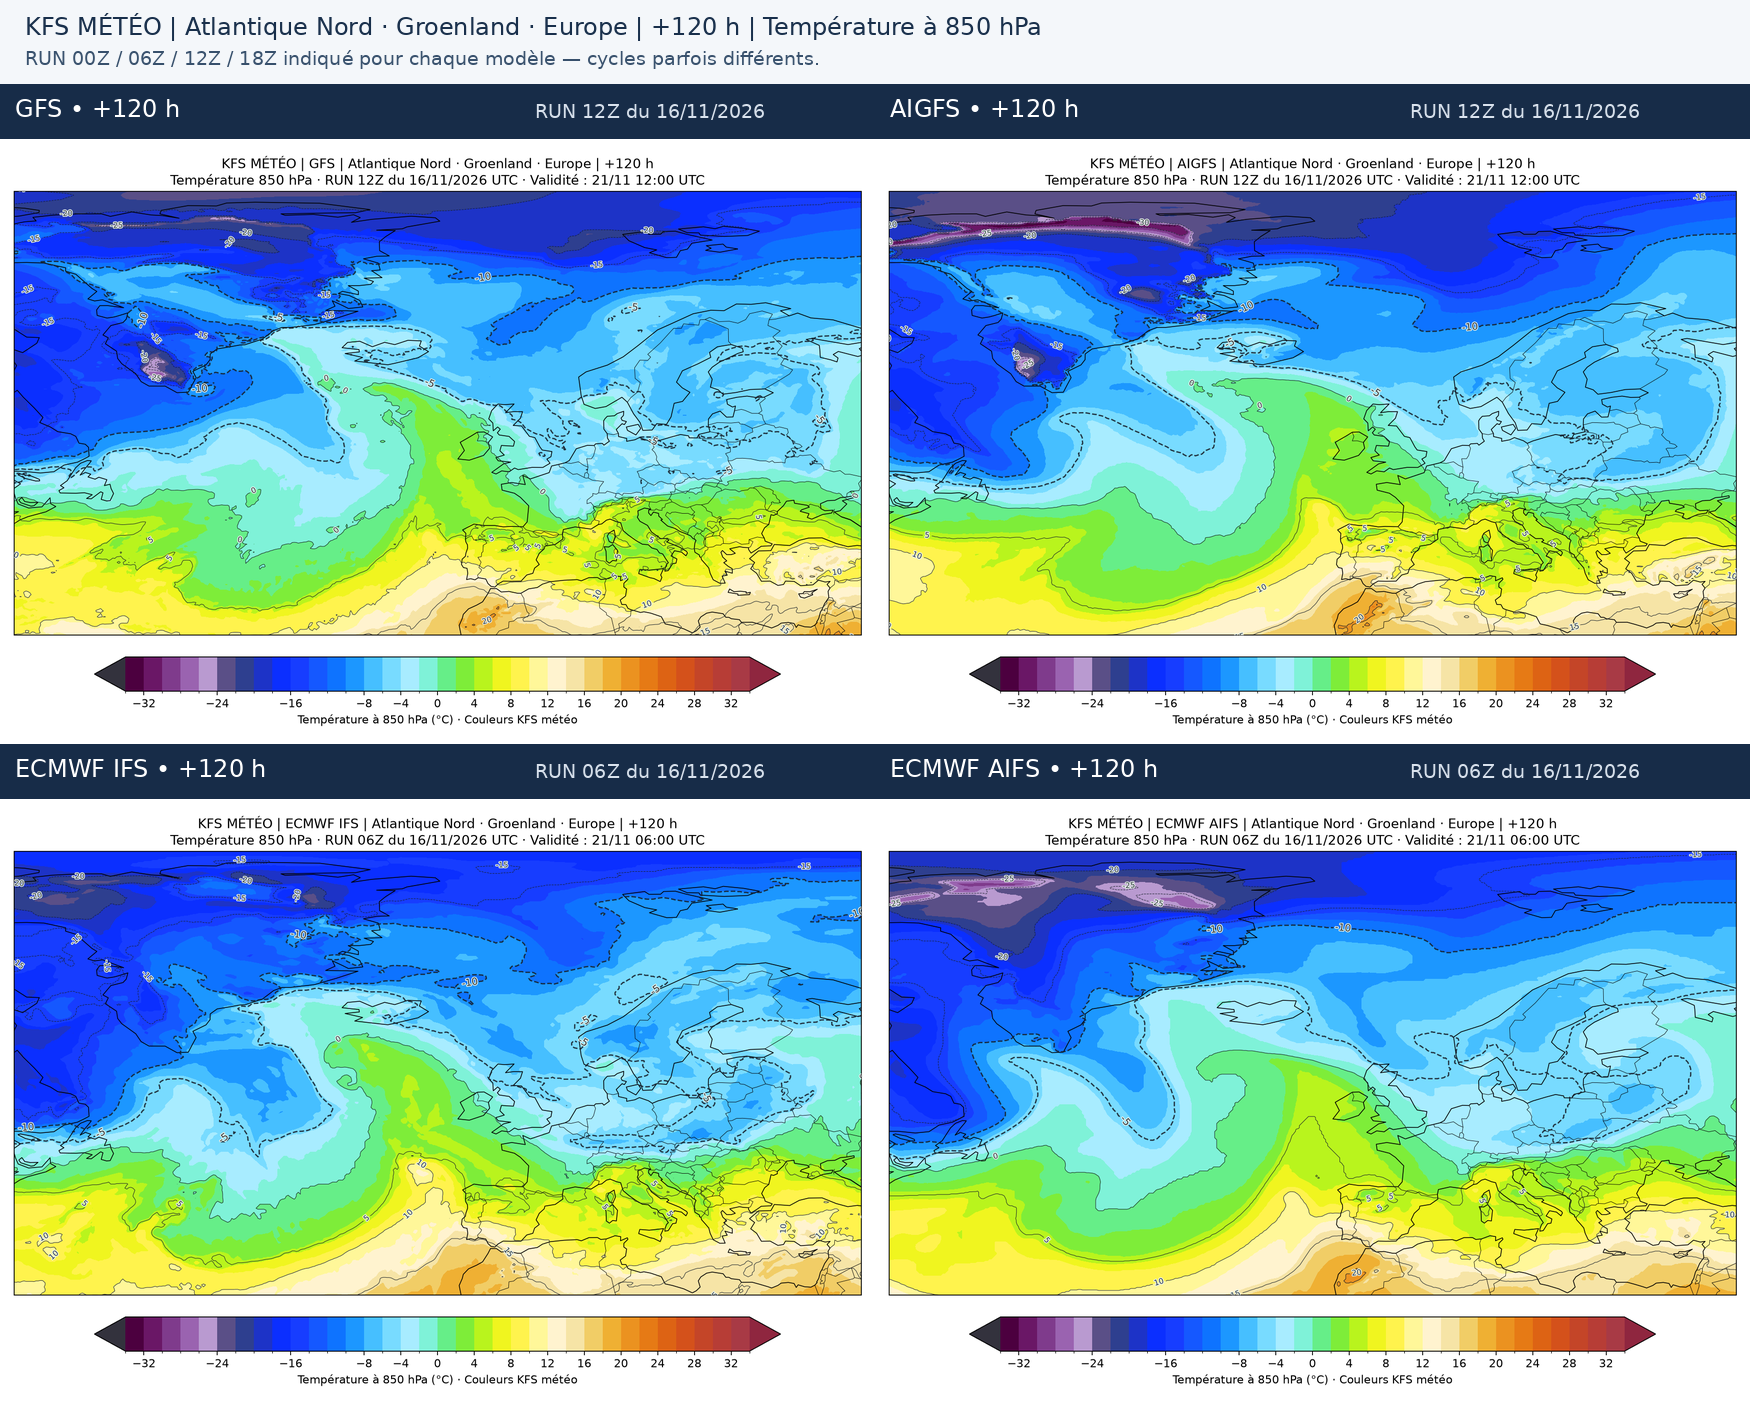 KFS MÉTÉO | Atlantique Nord · Groenland · Europe | +120 h | Température à 850 hPa
RUN 00Z / 06Z / 12Z / 18Z indiqué pour chaque modèle — cycles parfois différents.
GFS • +120 h RUN 12Z du 16/11/2026
KFS MÉTÉO | GFS | Atlantique Nord · Groenland · Europe | +120 h
Température 850 hPa · RUN 12Z du 16/11/2026 UTC · Validité : 21/11 12:00 UTC
−32 −24 −16 −8 −4 0 4 8 12 16 20 24 28 32
Température à 850 hPa (°C) · Couleurs KFS météo
AIGFS • +120 h RUN 12Z du 16/11/2026
KFS MÉTÉO | AIGFS | Atlantique Nord · Groenland · Europe | +120 h
Température 850 hPa · RUN 12Z du 16/11/2026 UTC · Validité : 21/11 12:00 UTC
−32 −24 −16 −8 −4 0 4 8 12 16 20 24 28 32
Température à 850 hPa (°C) · Couleurs KFS météo
ECMWF IFS • +120 h RUN 06Z du 16/11/2026
KFS MÉTÉO | ECMWF IFS | Atlantique Nord · Groenland · Europe | +120 h
Température 850 hPa · RUN 06Z du 16/11/2026 UTC · Validité : 21/11 06:00 UTC
−32 −24 −16 −8 −4 0 4 8 12 16 20 24 28 32
Température à 850 hPa (°C) · Couleurs KFS météo
ECMWF AIFS • +120 h RUN 06Z du 16/11/2026
KFS MÉTÉO | ECMWF AIFS | Atlantique Nord · Groenland · Europe | +120 h
Température 850 hPa · RUN 06Z du 16/11/2026 UTC · Validité : 21/11 06:00 UTC
−32 −24 −16 −8 −4 0 4 8 12 16 20 24 28 32
Température à 850 hPa (°C) · Couleurs KFS météo